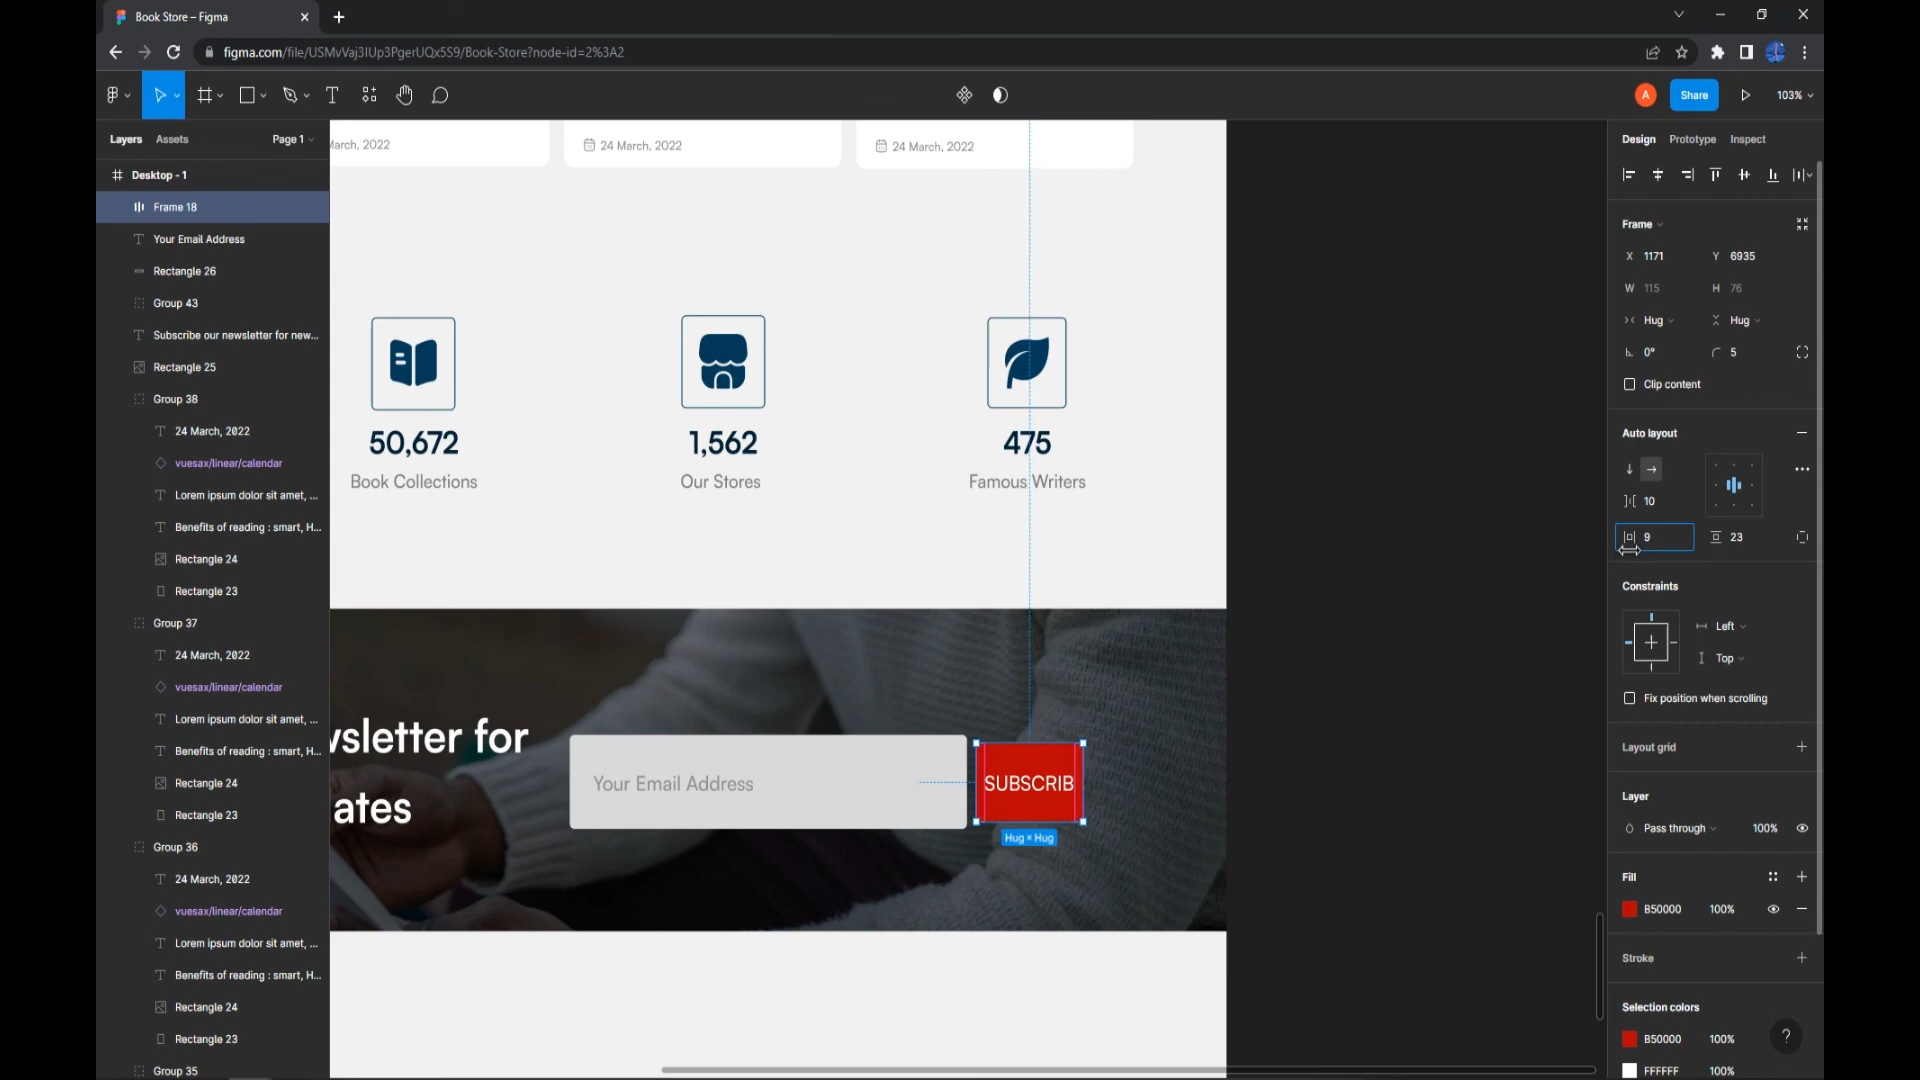 Book Store – Figma
figma.com/file/USMvVaj3IUp3PgerUQx5S9/Book-Store?node-id=2%3A2
A
Share
103%
Layers
Assets
Page 1
Design
Prototype
Inspect
Desktop - 1
Frame 18
Your Email Address
Rectangle 26
Group 43
Subscribe our newsletter for new...
Rectangle 25
Group 38
24 March, 2022
vuesax/linear/calendar
Lorem ipsum dolor sit amet, ...
Benefits of reading : smart, H...
Rectangle 24
Rectangle 23
Group 37
24 March, 2022
vuesax/linear/calendar
Lorem ipsum dolor sit amet, ...
Benefits of reading : smart, H...
Rectangle 24
Rectangle 23
Group 36
24 March, 2022
vuesax/linear/calendar
Lorem ipsum dolor sit amet, ...
Benefits of reading : smart, H...
Rectangle 24
Rectangle 23
Group 35
March, 2022
24 March, 2022
24 March, 2022
50,672
1,562
475
Book Collections
Our Stores
Famous Writers
wsletter for
ates
Your Email Address
SUBSCRIB
Hug × Hug
Frame
X 1171
Y 6935
W 115
H 76
Hug
Hug
0°
5
Clip content
Auto layout
10
9
23
Constraints
Left
Top
Fix position when scrolling
Layout grid
Layer
Pass through
100%
Fill
B50000
100%
Stroke
Selection colors
B50000
100%
FFFFFF
100%
?